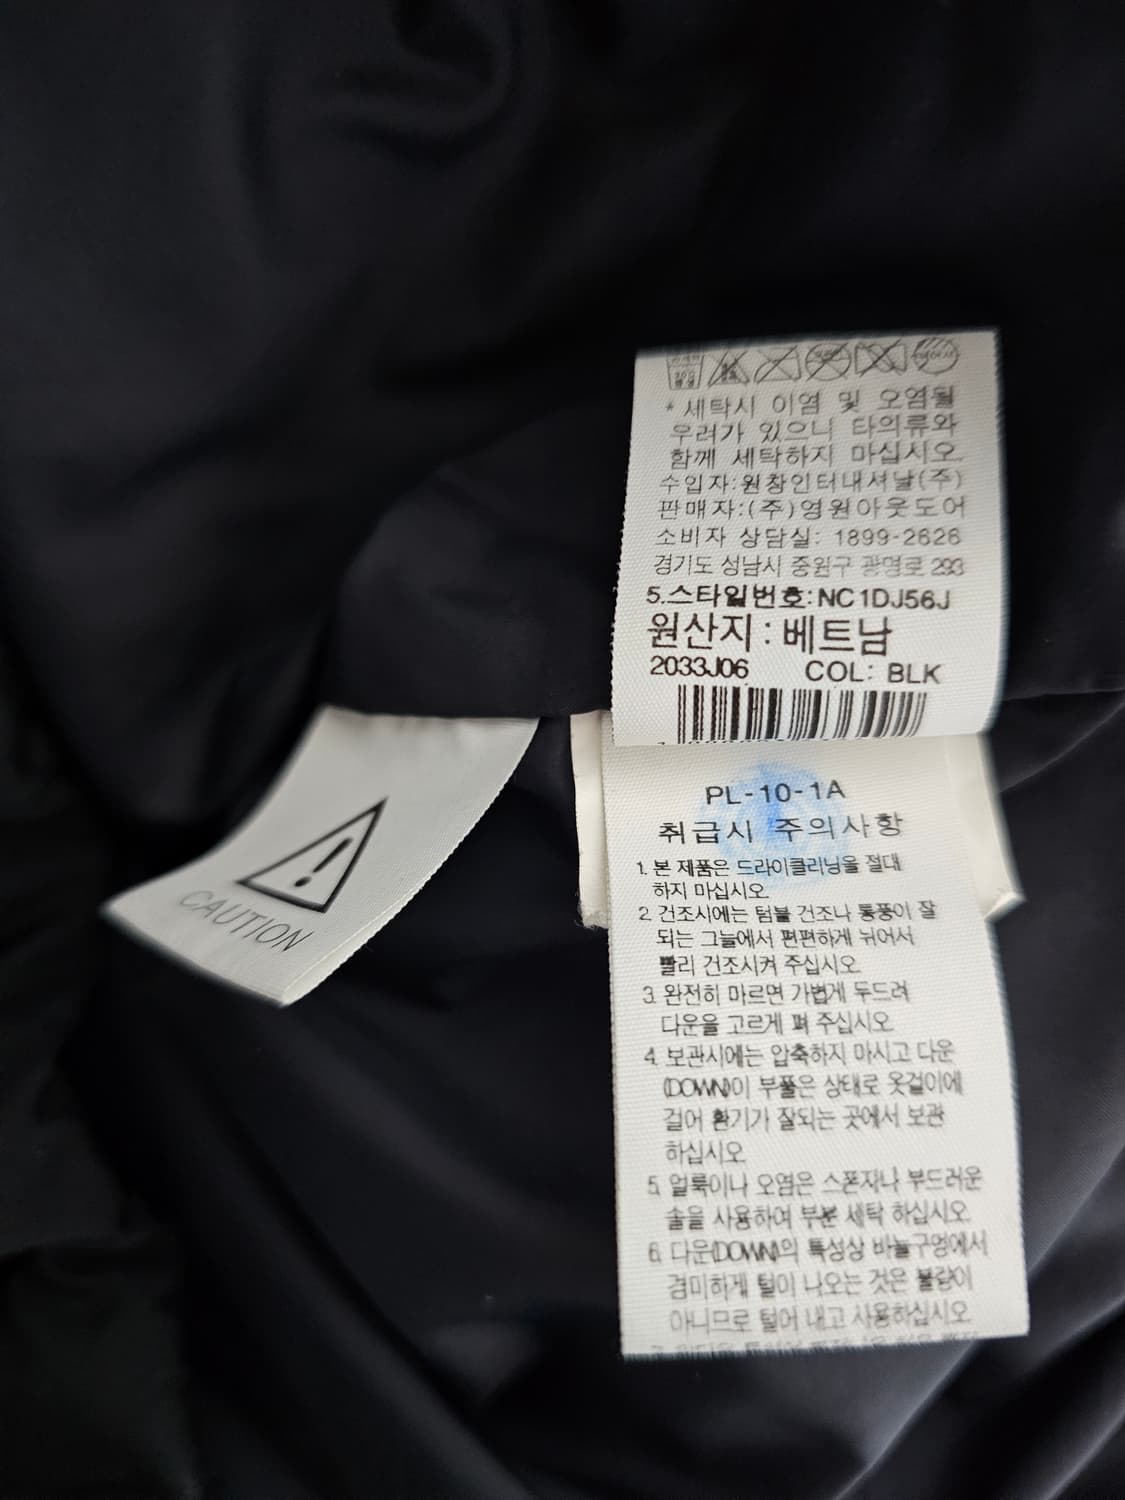 * 세탁시 이염 및 오염될
우려가 있으니 타의류와
함께 세탁하지 마십시오.
수입자:원창인터내셔날(주)
판매자:(주)영원아웃도어
소비자 상담실: 1899-2626
경기도 성남시 중원구 광명로 293
5.스타일번호:NC1DJ56J
원산지 : 베트남
2033J06 COL: BLK
CAUTION
PL-10-1A
취급시 주의사항
1. 본 제품은 드라이클리닝을 절대
하지 마십시오.
2. 건조시에는 텀블 건조나 통풍이 잘
되는 그늘에서 편편하게 뉘어서
빨리 건조시켜 주십시오.
3. 완전히 마르면 가볍게 두드려
다운을 고르게 펴 주십시오.
4. 보관시에는 압축하지 마시고 다운
(DOWN)이 부풀은 상태로 옷걸이에
걸어 환기가 잘되는 곳에서 보관
하십시오.
5. 얼룩이나 오염은 스폰지나 부드러운
솔을 사용하여 부분 세탁 하십시오.
6. 다운(DOWN)의 특성상 바늘구멍에서
경미하게 털이 나오는 것은 불량이
아니므로 털어 내고 사용하십시오.